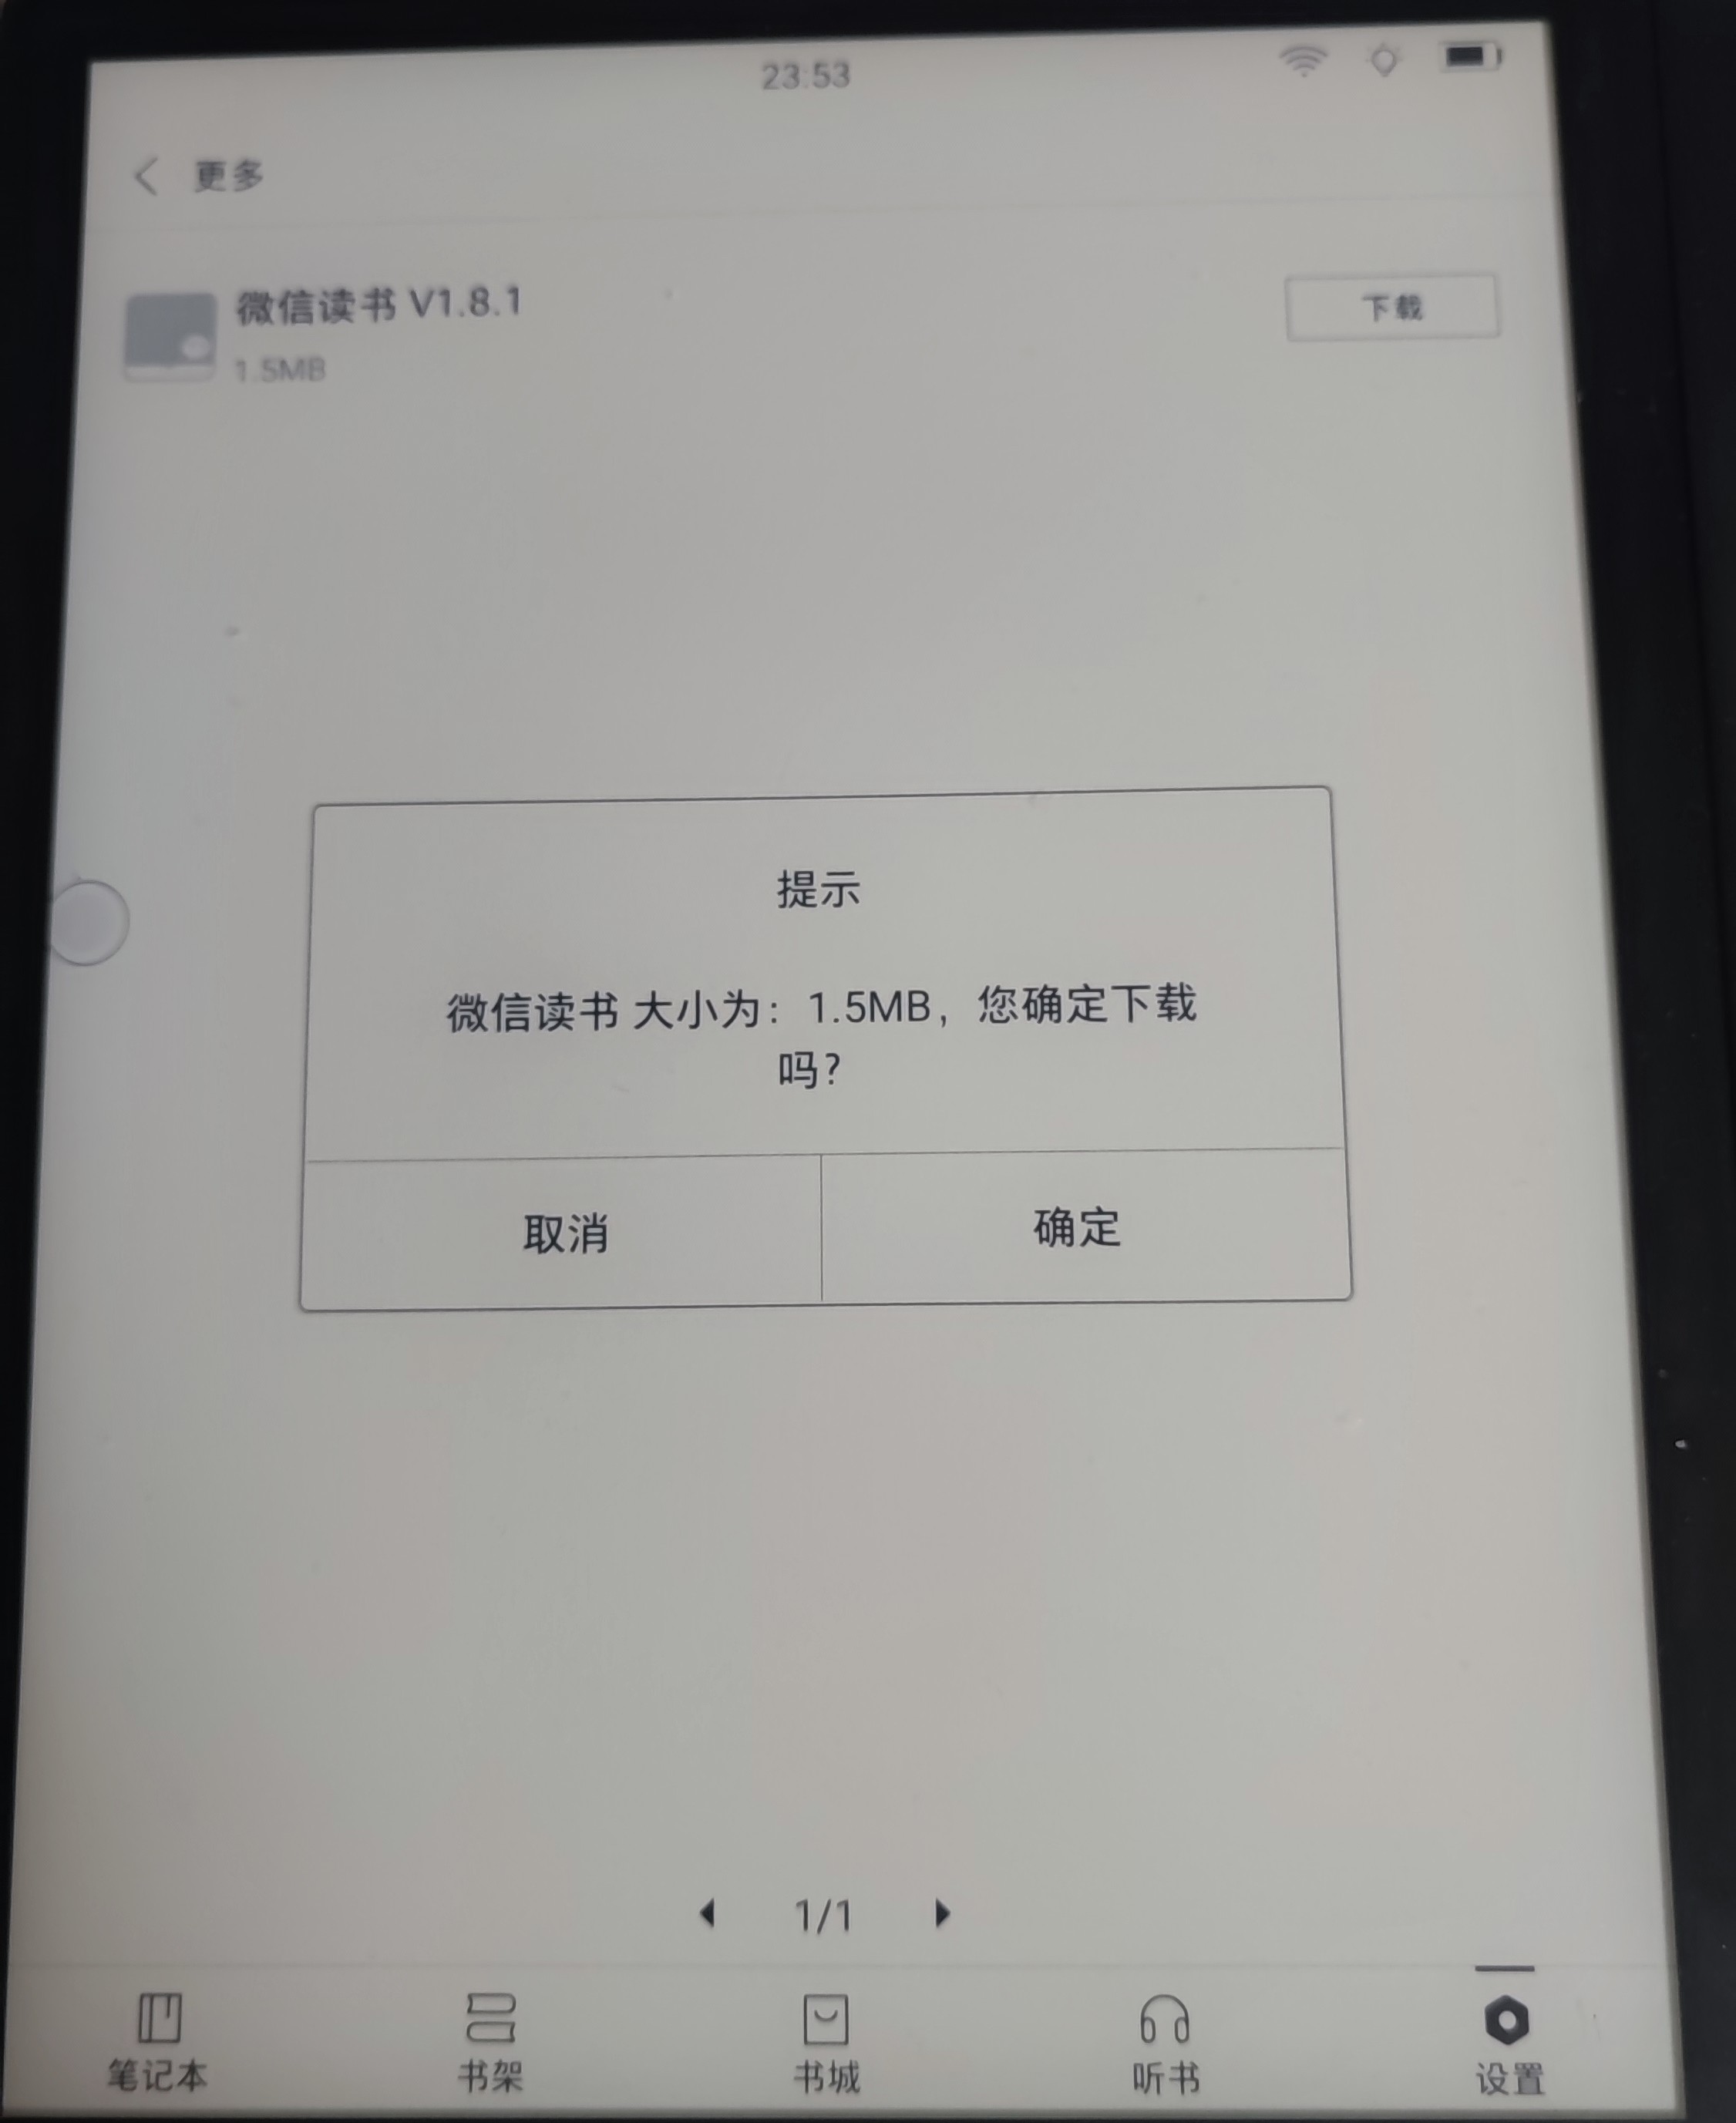 23:53
更多
微信读书 V1.8.1
下载
1.5MB
提示
微信读书 大小为：1.5MB，您确定下载
吗？
取消
确定
1/1
笔记本
书架
书城
听书
设置